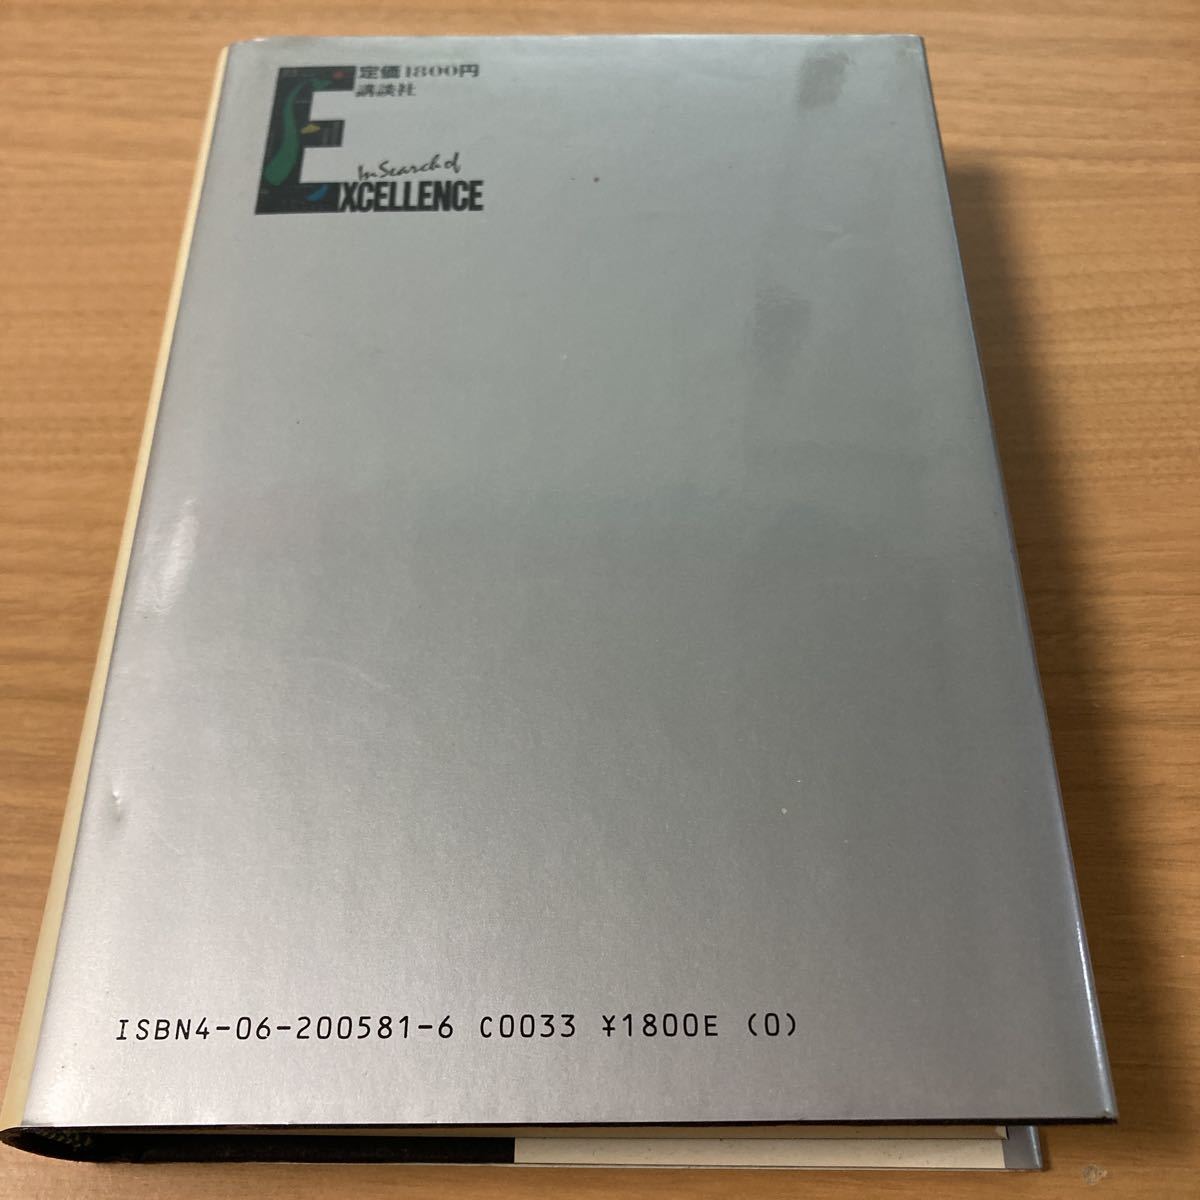 定価1800円
講談社
In Search of
EXCELLENCE
ISBN4-06-200581-6 C0033 ¥1800E (0)